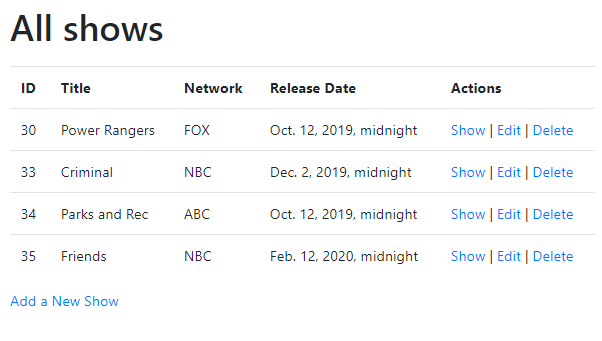 All shows
ID Title Network Release Date Actions
30 Power Rangers FOX Oct. 12, 2019, midnight Show | Edit | Delete
33 Criminal NBC Dec. 2, 2019, midnight Show | Edit | Delete
34 Parks and Rec ABC Oct. 12, 2019, midnight Show | Edit | Delete
35 Friends NBC Feb. 12, 2020, midnight Show | Edit | Delete
Add a New Show